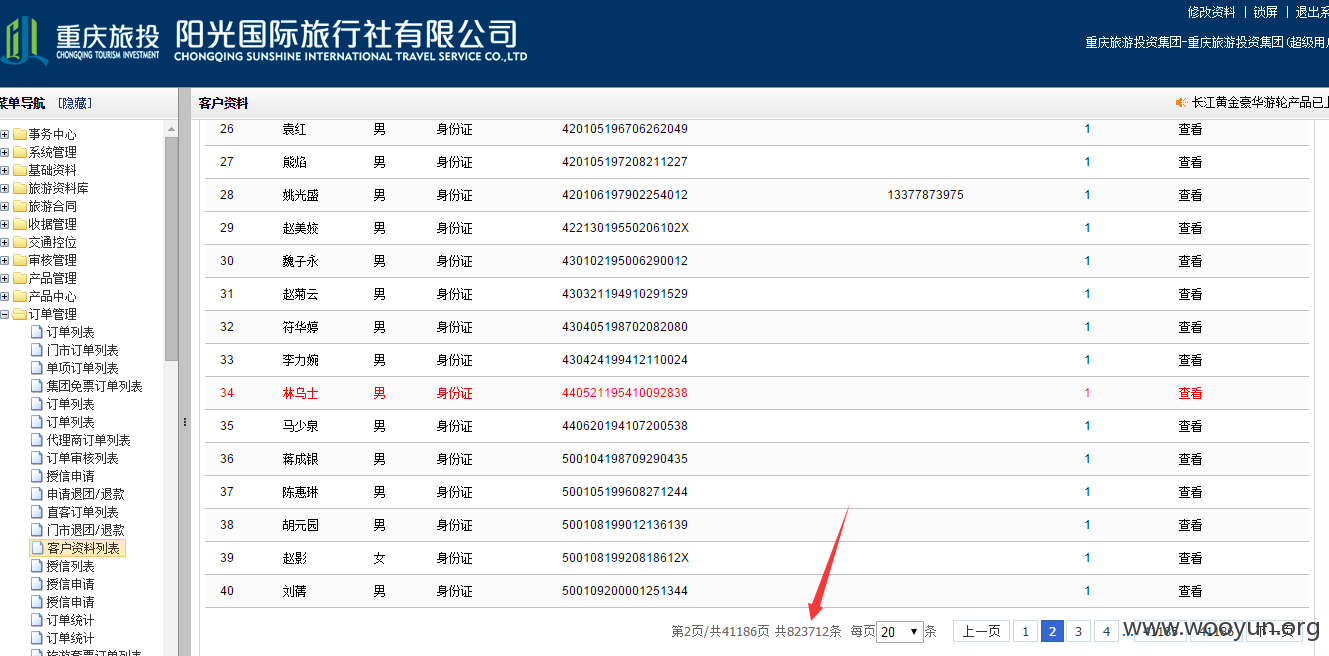 重庆旅投 阳光国际旅行社有限公司
CHONGQING TOURISM INVESTMENT CHONGQING SUNSHINE INTERNATIONAL TRAVEL SERVICE CO.,LTD
修改资料 | 锁屏 | 退出系
重庆旅游投资集团-重庆旅游投资集团(超级用户
菜单导航 [隐藏]
事务中心
系统管理
基础资料
旅游资料库
旅游合同
收据管理
交通控位
审核管理
产品管理
产品中心
订单管理
订单列表
门市订单列表
单项订单列表
集团免票订单列表
订单列表
订单列表
代理商订单列表
订单审核列表
授信申请
申请退团/退款
直客订单列表
门市退团/退款
客户资料列表
授信列表
授信申请
授信申请
订单统计
订单统计
旅游套票订单列表
客户资料 长江黄金豪华游轮产品已上
26 袁红 男 身份证 420105196706262049 1 查看
27 熊焰 男 身份证 420105197208211227 1 查看
28 姚光盛 男 身份证 420106197902254012 13377873975 1 查看
29 赵美姣 男 身份证 42213019550206102X 1 查看
30 魏子永 男 身份证 430102195006290012 1 查看
31 赵菊云 男 身份证 430321194910291529 1 查看
32 符华婷 男 身份证 430405198702082080 1 查看
33 李力婉 男 身份证 430424199412110024 1 查看
34 林乌士 男 身份证 440521195410092838 1 查看
35 马少泉 男 身份证 440620194107200538 1 查看
36 蒋成银 男 身份证 500104198709290435 1 查看
37 陈惠琳 男 身份证 500105199608271244 1 查看
38 胡元园 男 身份证 500108199012136139 1 查看
39 赵影 女 身份证 50010819920818612X 1 查看
40 刘菁 男 身份证 500109200001251344 1 查看
第2页/共41186页 共823712条 每页 20 条 上一页 1 2 3 4 ... 41185 41186 下一页
www.wooyun.org